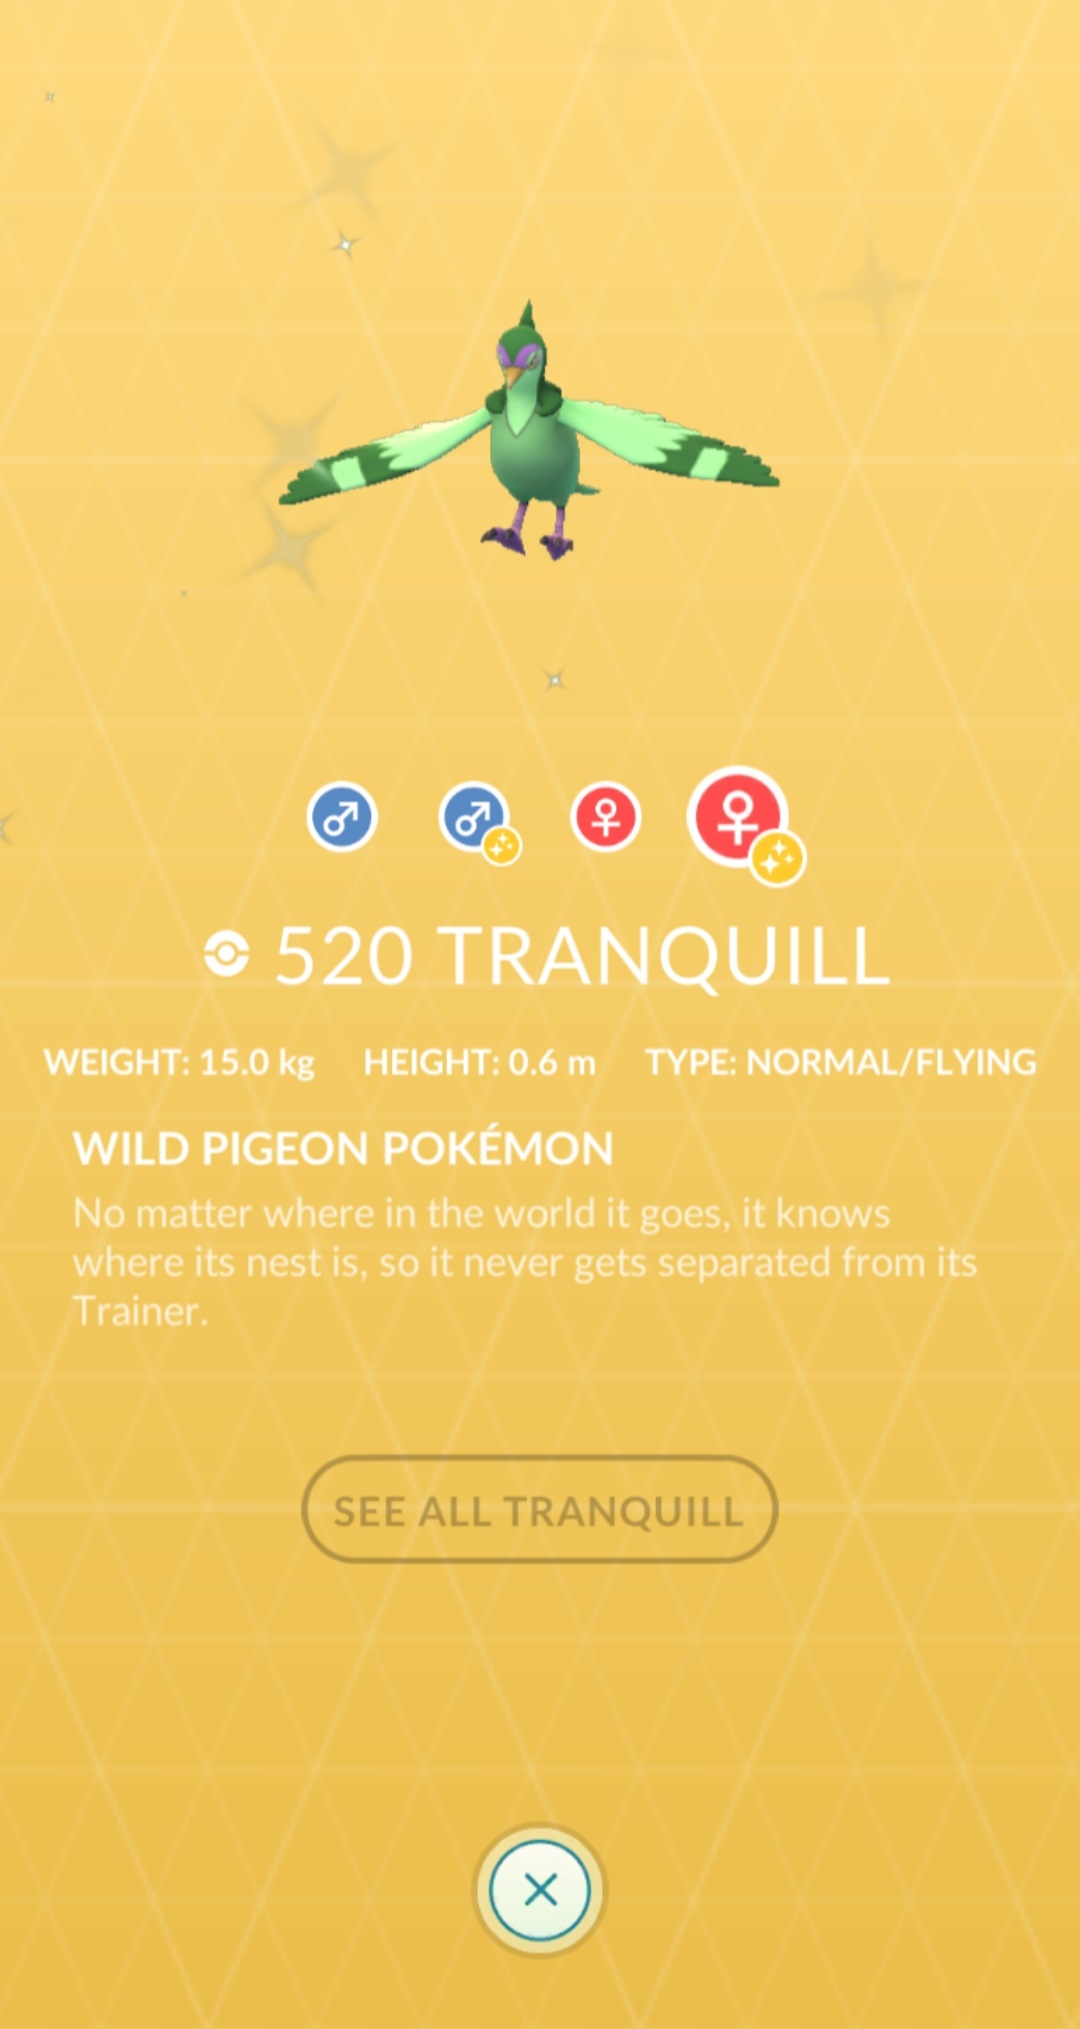 520 TRANQUILL
WEIGHT: 15.0 kg HEIGHT: 0.6 m TYPE: NORMAL/FLYING
WILD PIGEON POKÉMON
No matter where in the world it goes, it knows
where its nest is, so it never gets separated from its
Trainer.
SEE ALL TRANQUILL